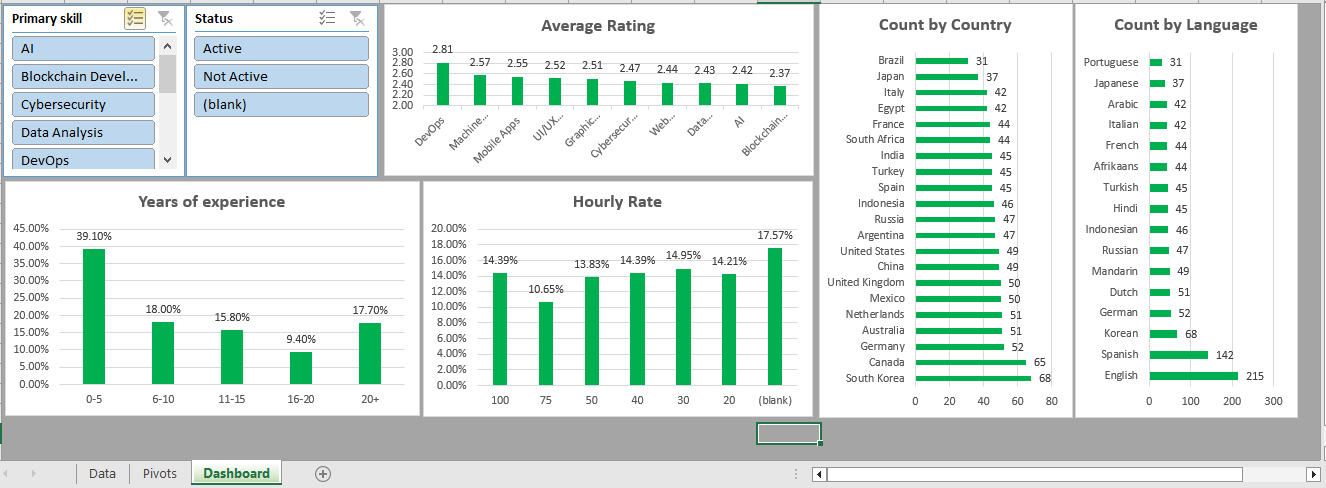 Primary skill
AI
Blockchain Devel...
Cybersecurity
Data Analysis
DevOps
Status
Active
Not Active
(blank)
Average Rating
3.00
2.80
2.60
2.40
2.20
2.00
2.81
2.57
2.55
2.52
2.51
2.47
2.44
2.43
2.42
2.37
DevOps
Machine...
Mobile Apps
UI/UX...
Graphic...
Cybersecur...
Web...
Data...
AI
Blockchain...
Count by Country
Brazil 31
Japan 37
Italy 42
Egypt 42
France 44
South Africa 44
India 45
Turkey 45
Spain 45
Indonesia 46
Russia 47
Argentina 47
United States 49
China 49
United Kingdom 50
Mexico 50
Netherlands 51
Australia 51
Germany 52
Canada 65
South Korea 68
0 20 40 60 80
Count by Language
Portuguese 31
Japanese 37
Arabic 42
Italian 42
French 44
Afrikaans 44
Turkish 45
Hindi 45
Indonesian 46
Russian 47
Mandarin 49
Dutch 51
German 52
Korean 68
Spanish 142
English 215
0 100 200 300
Years of experience
45.00%
40.00%
35.00%
30.00%
25.00%
20.00%
15.00%
10.00%
5.00%
0.00%
39.10%
18.00%
15.80%
9.40%
17.70%
0-5 6-10 11-15 16-20 20+
Hourly Rate
20.00%
18.00%
16.00%
14.00%
12.00%
10.00%
8.00%
6.00%
4.00%
2.00%
0.00%
14.39%
10.65%
13.83%
14.39%
14.95%
14.21%
17.57%
100 75 50 40 30 20 (blank)
Data Pivots Dashboard